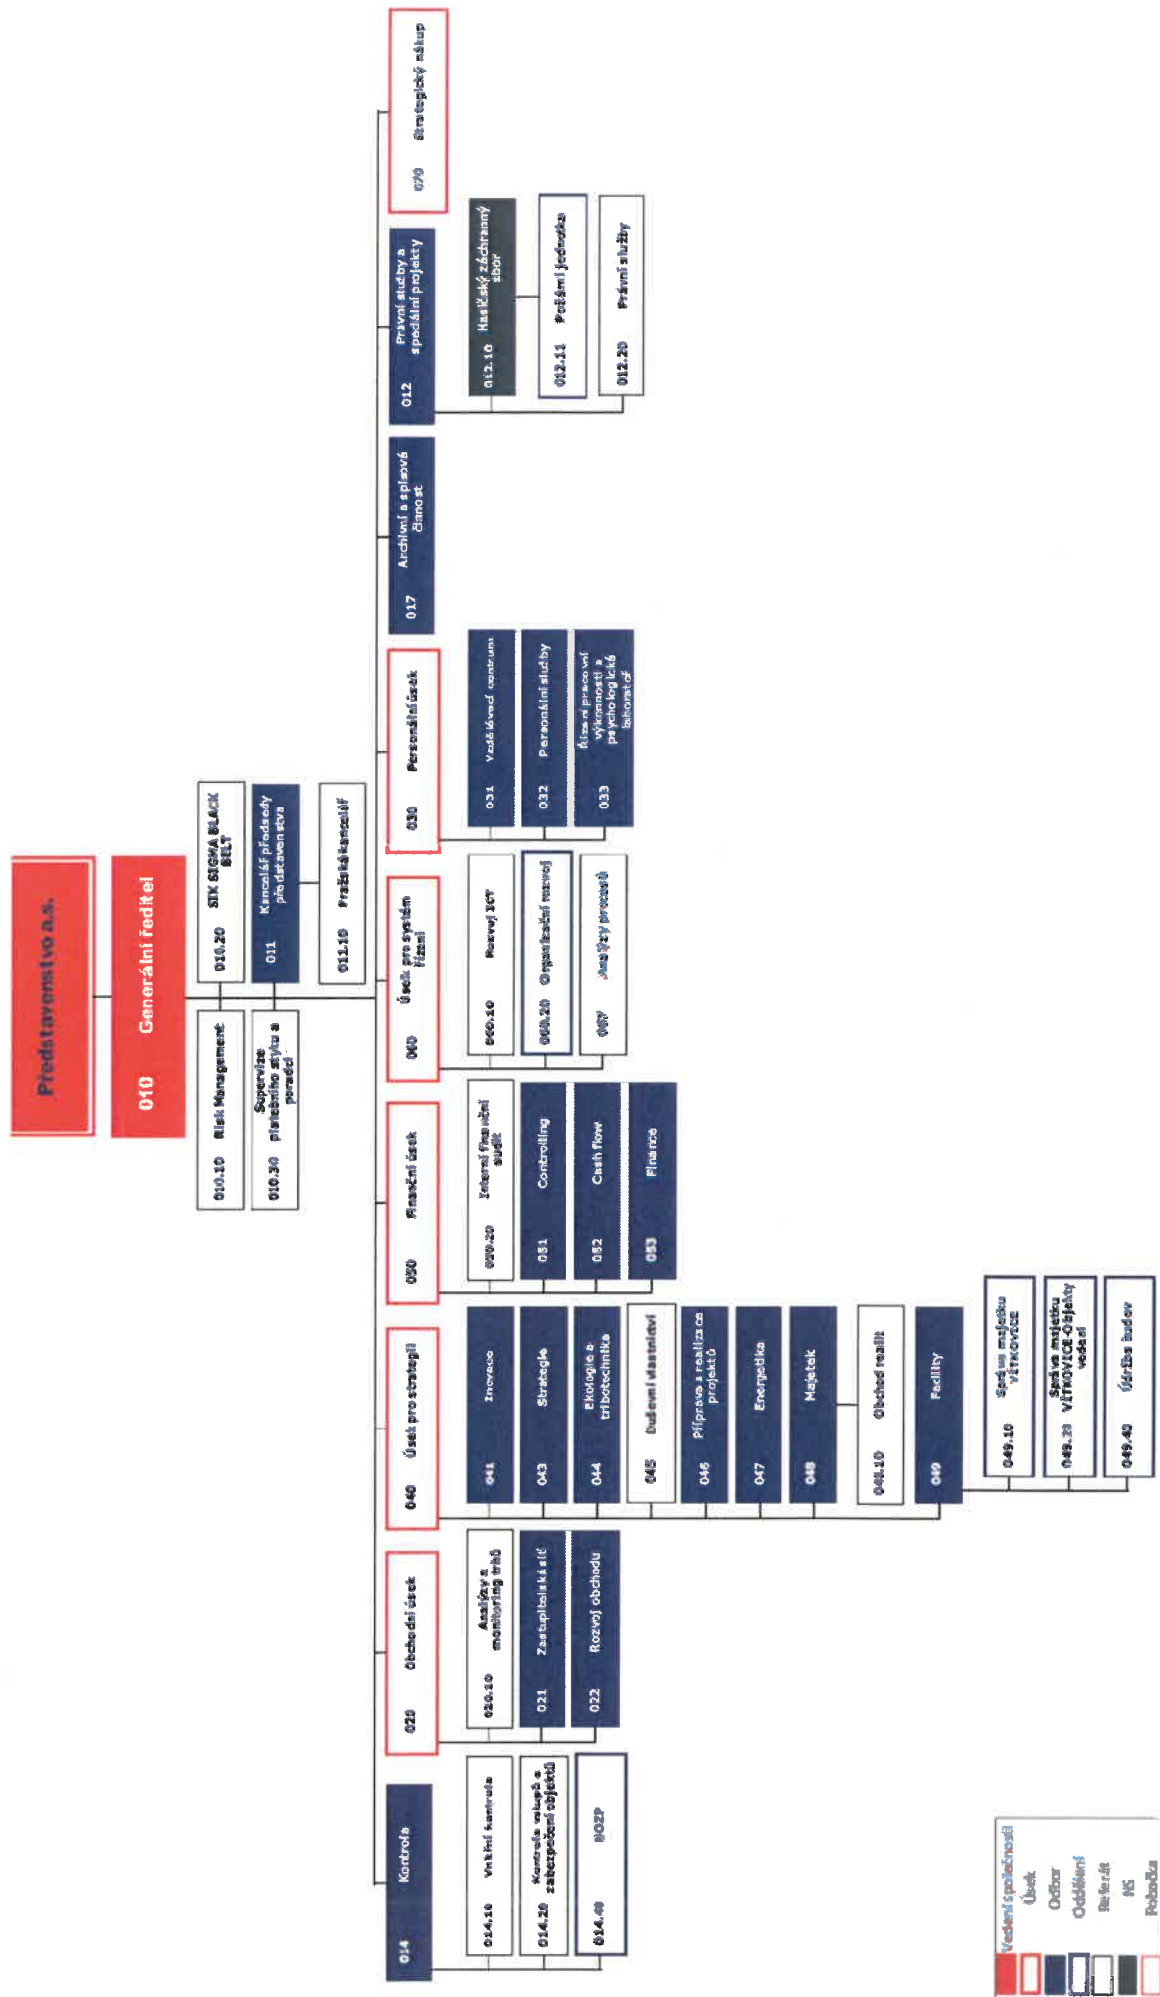 Představenstvo a.s.
010 Generální ředitel
010.10 Risk Management
010.20 SIX SIGMA BLACK
BELT
010.30 Supervize
platebního styku a
poradci
011 Kancelář předsedy
představenstva
011.10 Pražská kancelář
014 Kontrola
014.10 Vnitřní kontrola
014.20 Kontrola vstupů a
zabezpečení objektů
014.40 BOZP
020 Obchodní úsek
020.10 Analýzy a
monitoring trhů
021 Zastupitelská síť
022 Rozvoj obchodu
040 Úsek pro strategii
041 Inovace
043 Strategie
044 Ekologie a
tribotechnika
045 Duševní vlastnictví
046 Příprava a realizace
projektů
047 Energetika
048 Majetek
048.10 Obchod realit
049 Facility
049.10 Správa majetku
VÍTKOVICE
Správa majetku
VÍTKOVICE-Objekty
vedení
049.40 Údržba budov
050 Finanční úsek
050.20 Interní finanční
audit
051 Controlling
052 Cash flow
053 Finance
060 Úsek pro systém
řízení
060.10 Rozvoj ICT
060.20 Organizační rozvoj
067 Analýzy procesů
030 Personální úsek
031 Vzdělávací centrum
032 Personální služby
033 Řízení pracovní
výkonnosti a
psychologická
laboratoř
017 Archivní a spisová
činnost
012 Právní služby a
speciální projekty
012.10 Hasičský záchranný
sbor
012.11 Požární jednotka
012.20 Právní služby
070 Strategický nákup
Vedení společnosti
Úsek
Odbor
Oddělení
Referát
HS
Pobočka